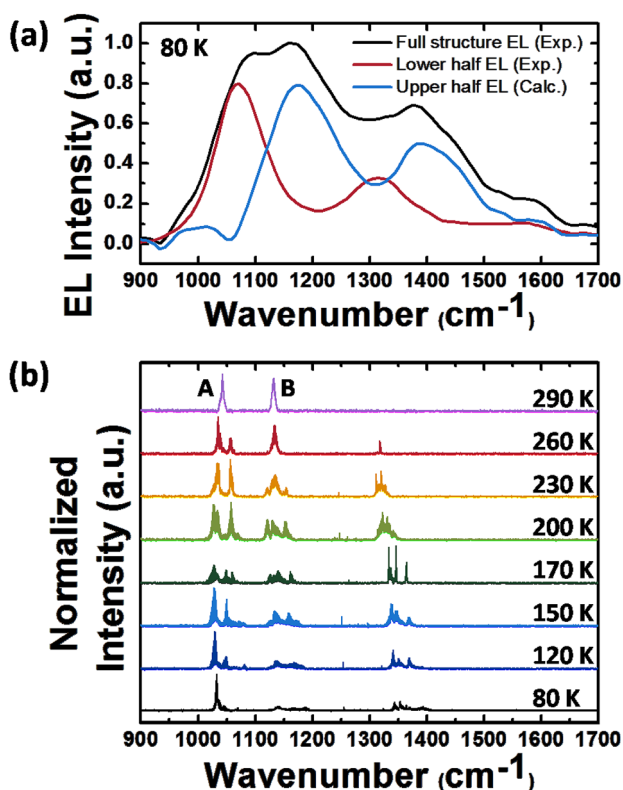 (a)
80 K
Full structure EL (Exp.)
Lower half EL (Exp.)
Upper half EL (Calc.)
EL Intensity (a.u.)
1.0
0.8
0.6
0.4
0.2
0.0
900 1000 1100 1200 1300 1400 1500 1600 1700
Wavenumber (cm-1)
(b)
A B
290 K
260 K
230 K
200 K
170 K
150 K
120 K
80 K
Normalized
Intensity (a.u.)
900 1000 1100 1200 1300 1400 1500 1600 1700
Wavenumber (cm-1)